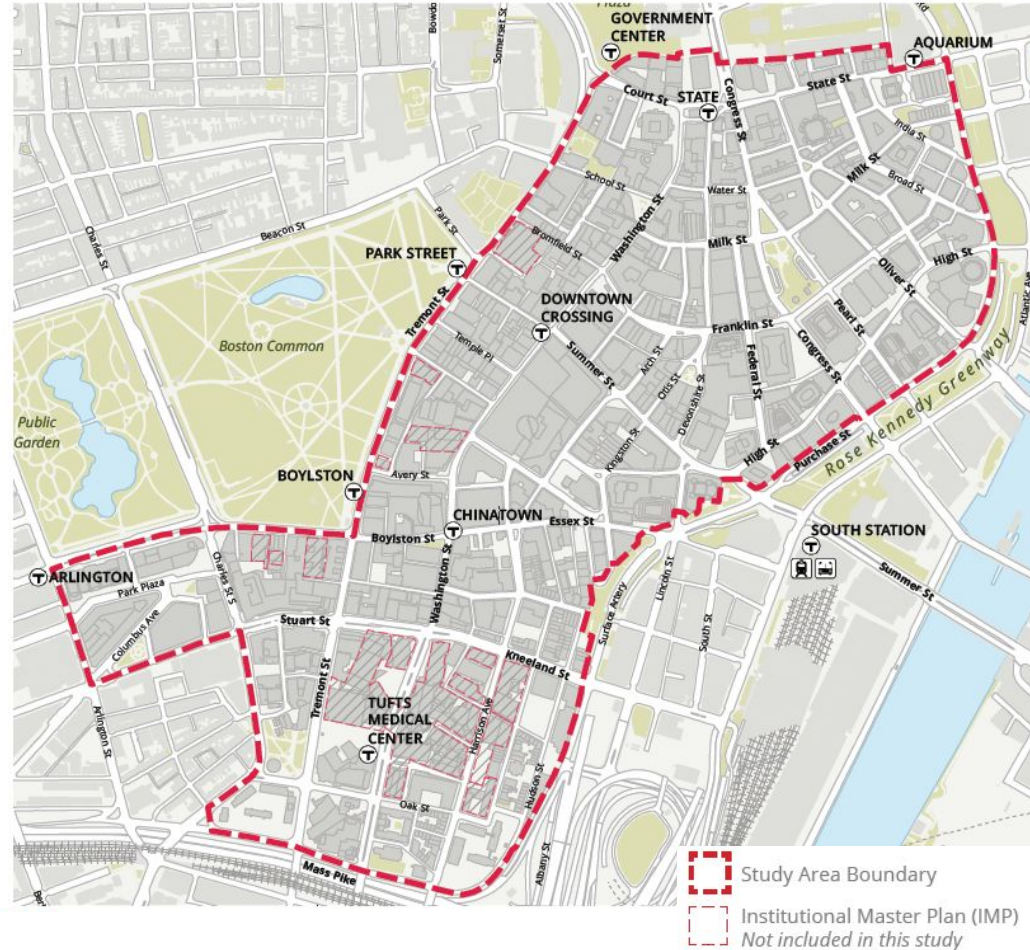 Plaza
GOVERNMENT
CENTER
AQUARIUM
Somerset St
Court St
STATE
State St
Congress St
India St
Milk St
Broad St
School St
Water St
Washington St
Park St
Beacon St
Charles St
Bromfield St
Milk St
High St
Oliver St
Atlantic Ave
PARK STREET
Tremont St
DOWNTOWN
CROSSING
Franklin St
Pearl St
Congress St
Federal St
Temple Pl
Summer St
Arch St
Otis St
Devonshire St
Boston Common
Public
Garden
Rose Kennedy Greenway
Purchase St
High St
Kingston St
Avery St
BOYLSTON
CHINATOWN
Essex St
Boylston St
SOUTH STATION
Summer St
ARLINGTON
Park Plaza
Charles St S
Columbus Ave
Washington St
Surface Artery
Lincoln St
South St
Stuart St
Kneeland St
Tremont St
TUFTS
MEDICAL
CENTER
Harrison Ave
Hudson St
Arlington St
Oak St
Albany St
Mass Pike
Study Area Boundary
Institutional Master Plan (IMP)
Not included in this study